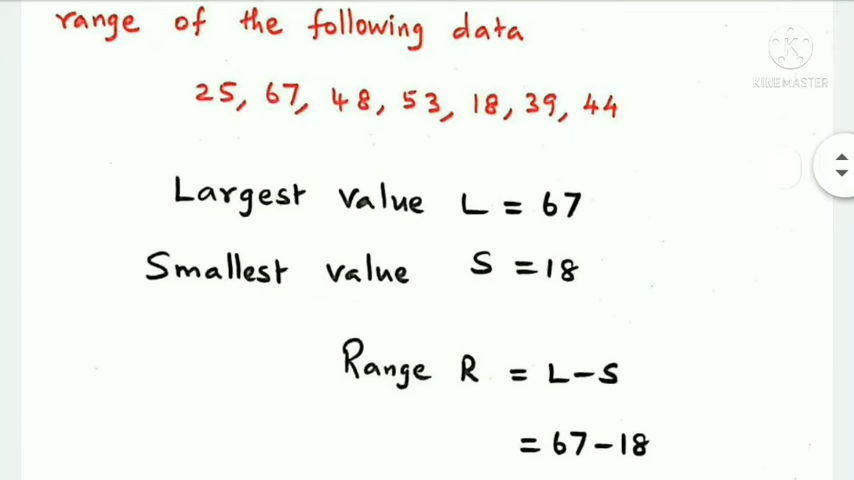 range of the following data
25, 67, 48, 53, 18, 39, 44
KINEMASTER
Largest value L = 67
Smallest value S = 18
Range R = L-S
= 67-18